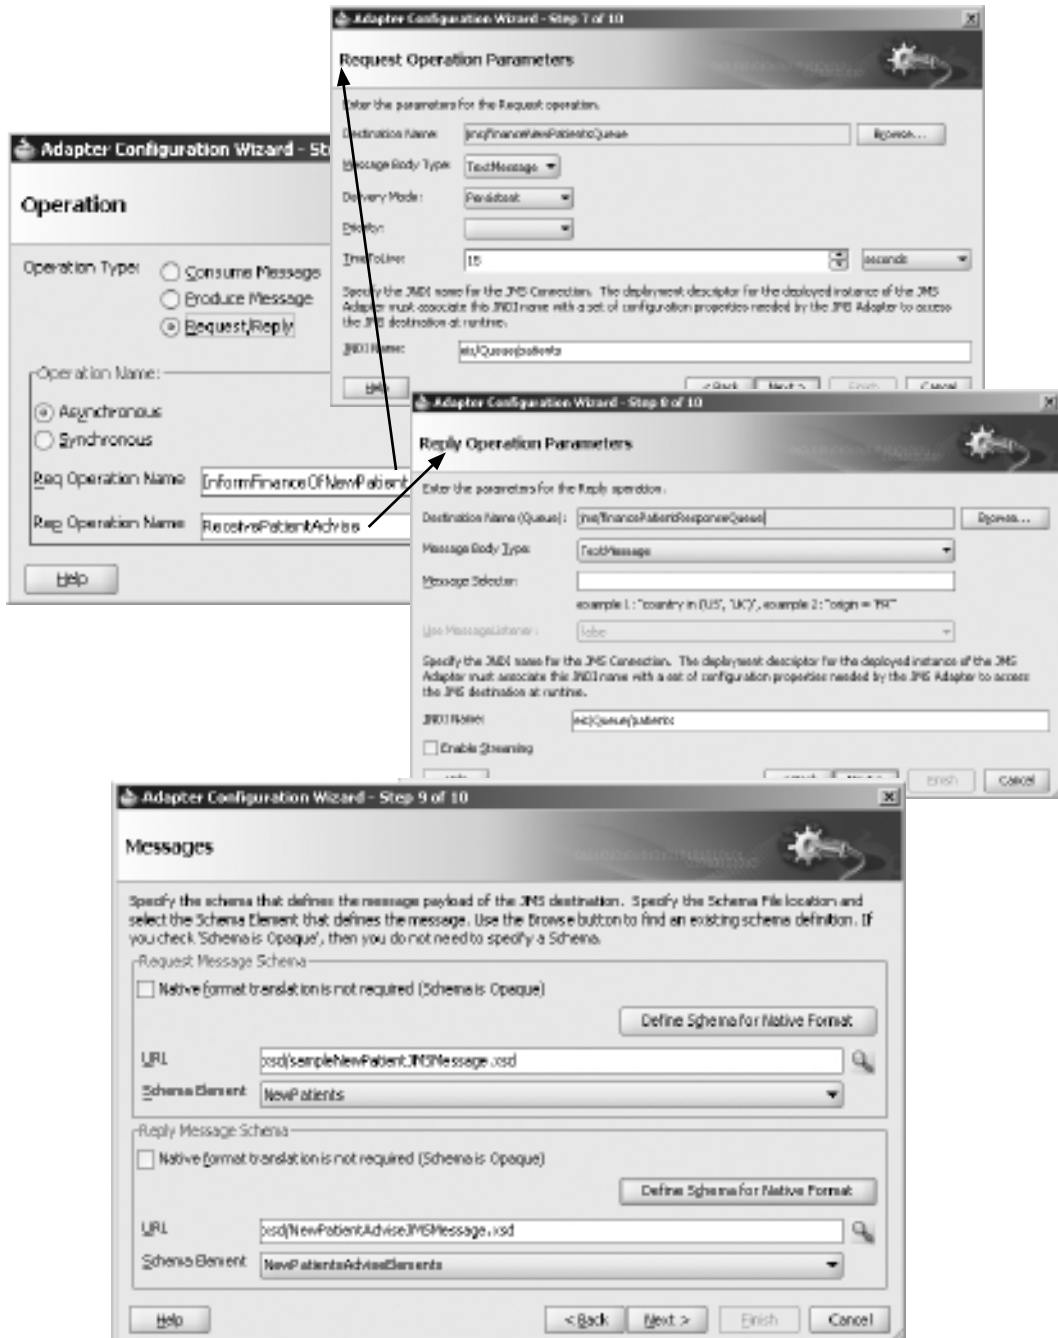 Adapter Configuration Wizard - Step 7 of 10
Request Operation Parameters
Enter the parameters for the Request operation.
Destination Name: jms/financeNewPatientsQueue Browse...
Message Body Type: TextMessage
Delivery Mode: Persistent
Priority:
TimeToLive: 15 seconds
Specify the JNDI name for the JMS Connection. The deployment descriptor for the deployed instance of the JMS
Adapter must associate this JNDI name with a set of configuration properties needed by the JMS Adapter to access
the JMS destination at runtime.
JNDI Name: eis/Queue/patients
Help < Back Next > Finish Cancel
Adapter Configuration Wizard - St
Operation
Operation Type: Consume Message
Produce Message
Request/Reply
Operation Name:
Asynchronous
Synchronous
Req Operation Name InformFinanceOfNewPatient
Rep Operation Name ReceivePatientAdvise
Help
Adapter Configuration Wizard - Step 8 of 10
Reply Operation Parameters
Enter the parameters for the Reply operation.
Destination Name (Queue): jms/financePatientResponseQueue Browse...
Message Body Type: TextMessage
Message Selector:
example 1: "country in ('US', 'UK')", example 2: "origin = 'FR'"
Use MessageListener: false
Specify the JNDI name for the JMS Connection. The deployment descriptor for the deployed instance of the JMS
Adapter must associate this JNDI name with a set of configuration properties needed by the JMS Adapter to access
the JMS destination at runtime.
JNDI Name: eis/Queue/patients
Enable Streaming
Help < Back Next > Finish Cancel
Adapter Configuration Wizard - Step 9 of 10
Messages
Specify the schema that defines the message payload of the JMS destination. Specify the Schema File location and
select the Schema Element that defines the message. Use the Browse button to find an existing schema definition. If
you check 'Schema is Opaque', then you do not need to specify a Schema.
Request Message Schema
Native format translation is not required (Schema is Opaque)
Define Schema for Native Format
URL xsd/sampleNewPatientJMSMessage.xsd
Schema Element NewPatients
Reply Message Schema
Native format translation is not required (Schema is Opaque)
Define Schema for Native Format
URL xsd/NewPatientAdviseJMSMessage.xsd
Schema Element NewPatientsAdviseElements
Help < Back Next > Finish Cancel